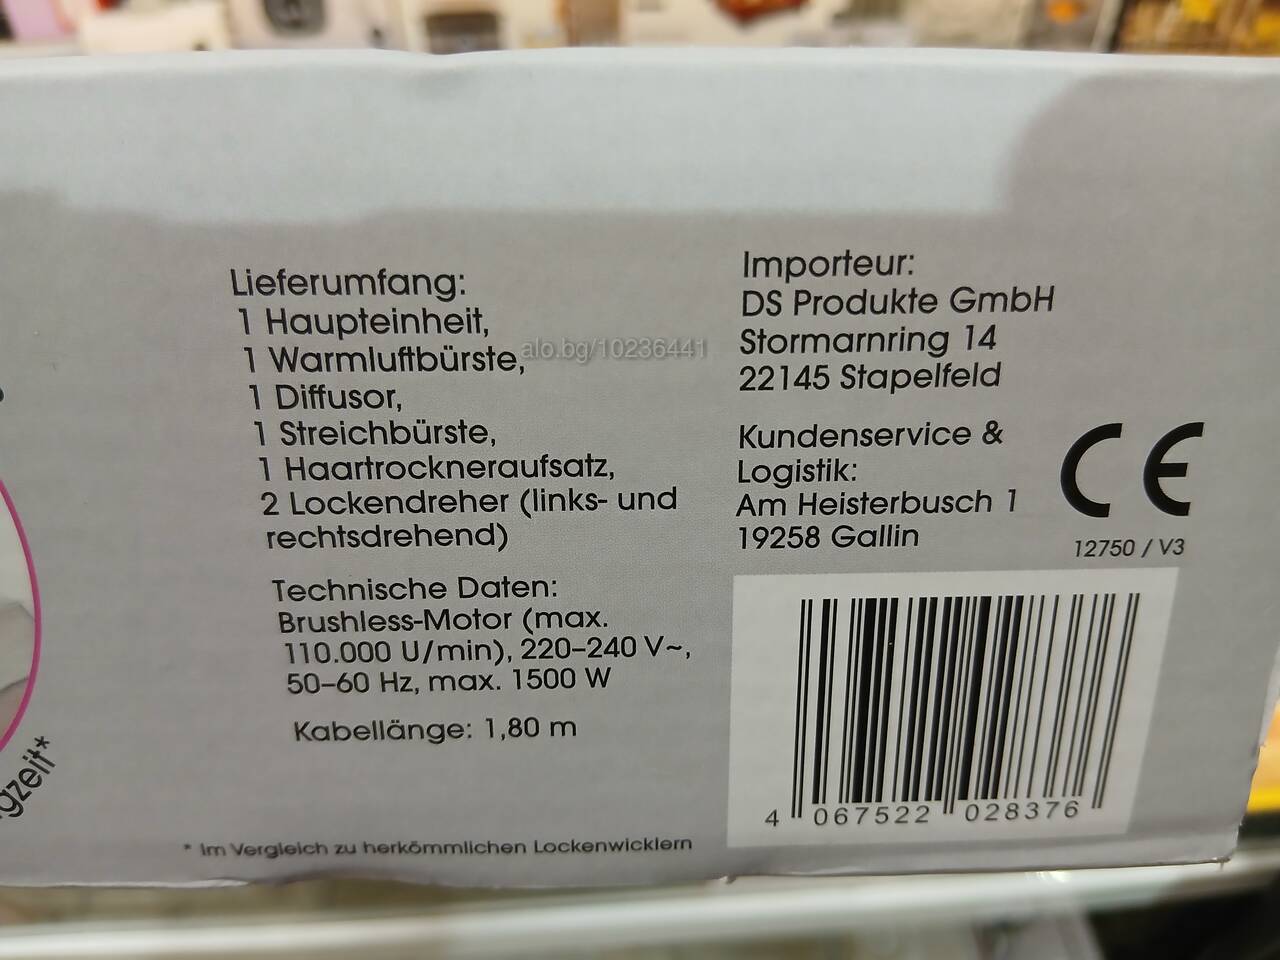 Lieferumfang:
1 Haupteinheit,
1 Warmluftbürste,
1 Diffusor,
1 Streichbürste,
1 Haartrockneraufsatz,
2 Lockendreher (links- und
rechtsdrehend)
Technische Daten:
Brushless-Motor (max.
110.000 U/min), 220–240 V~,
50–60 Hz, max. 1500 W
Kabellänge: 1,80 m
* Im Vergleich zu herkömmlichen Lockenwicklern
Importeur:
DS Produkte GmbH
Stormarnring 14
22145 Stapelfeld
Kundenservice &
Logistik:
Am Heisterbusch 1
19258 Gallin
CE
12750 / V3
4 067522 028376
alo.bg/10236441